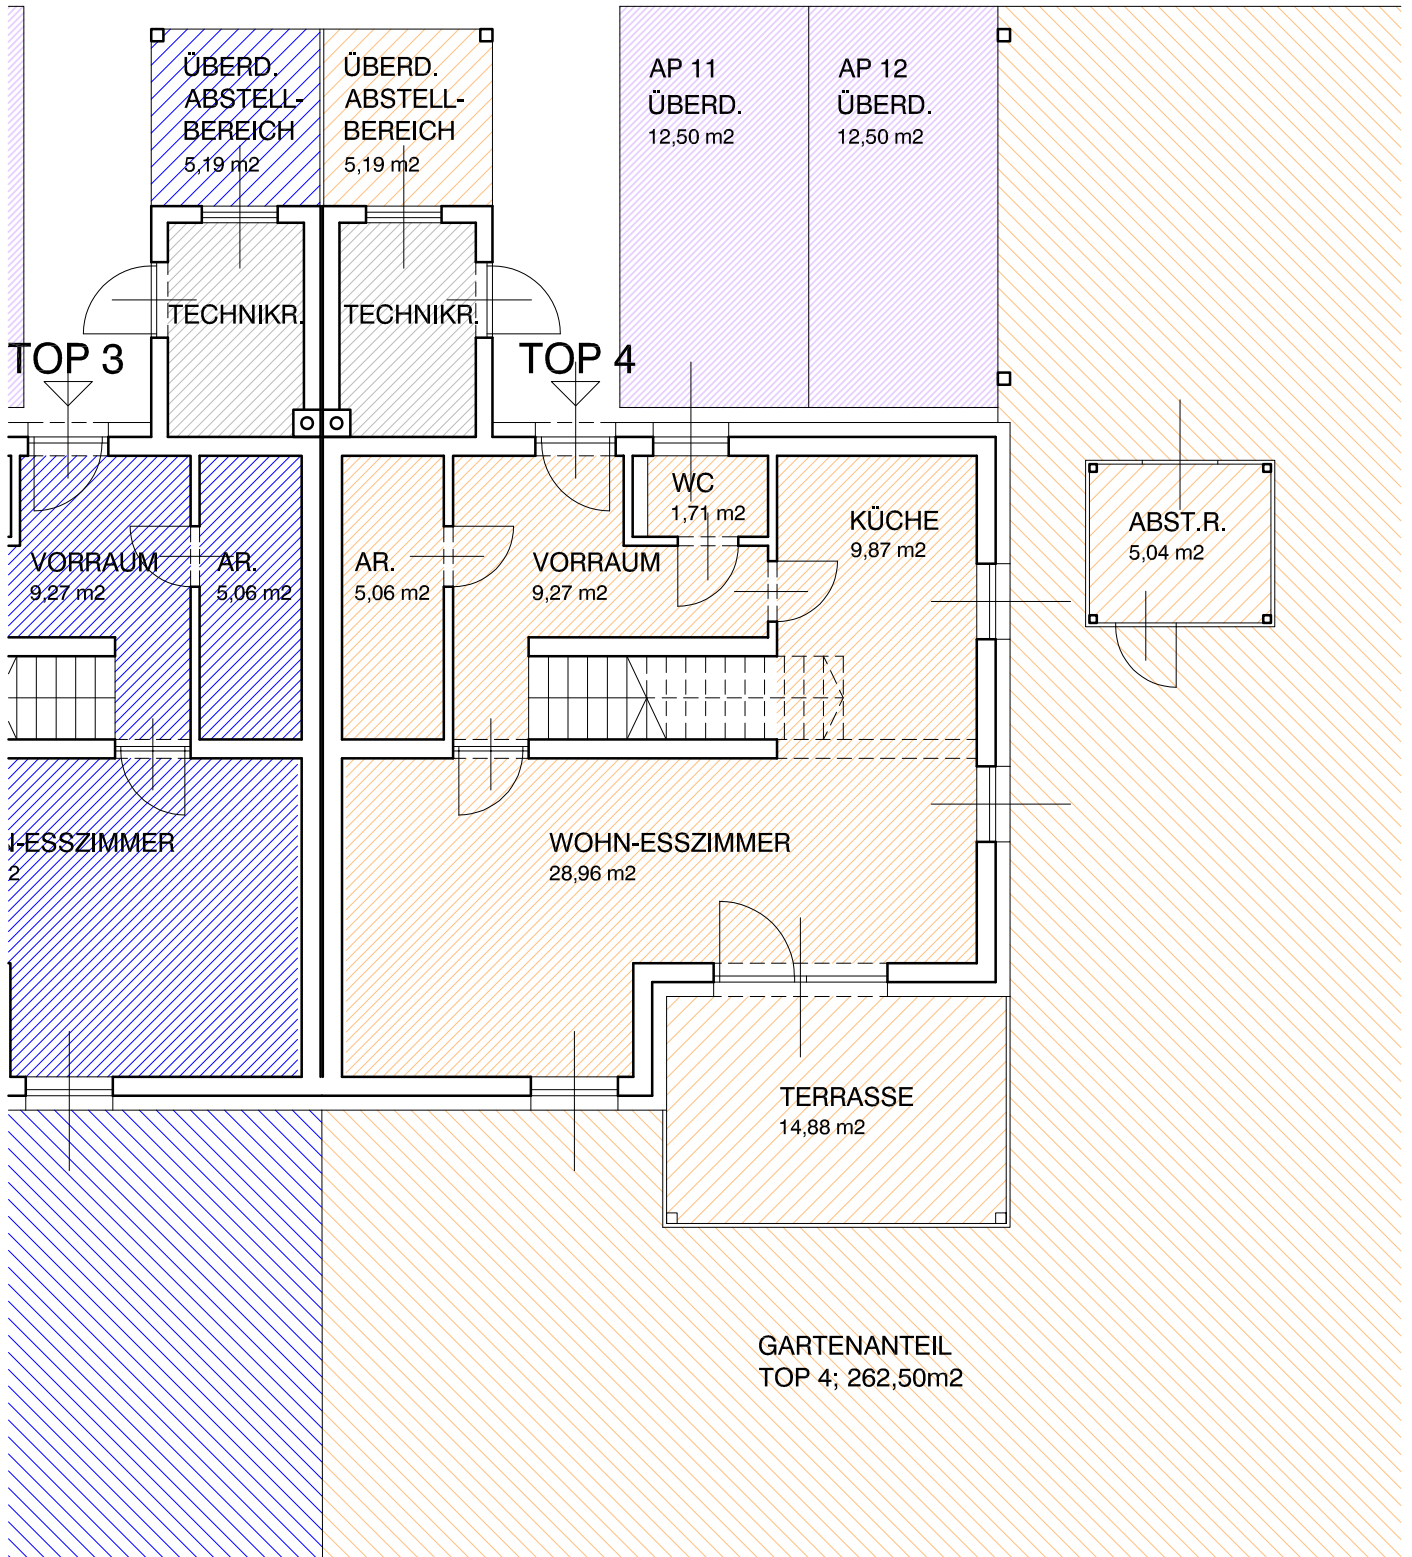 ÜBERD.
ABSTELL-
BEREICH
5,19 m2
ÜBERD.
ABSTELL-
BEREICH
5,19 m2
AP 11
ÜBERD.
12,50 m2
AP 12
ÜBERD.
12,50 m2
TECHNIKR.
TECHNIKR.
TOP 3
TOP 4
VORRAUM
9,27 m2
AR.
5,06 m2
AR.
5,06 m2
VORRAUM
9,27 m2
WC
1,71 m2
KÜCHE
9,87 m2
ABST.R.
5,04 m2
N-ESSZIMMER
2
WOHN-ESSZIMMER
28,96 m2
TERRASSE
14,88 m2
GARTENANTEIL
TOP 4; 262,50m2